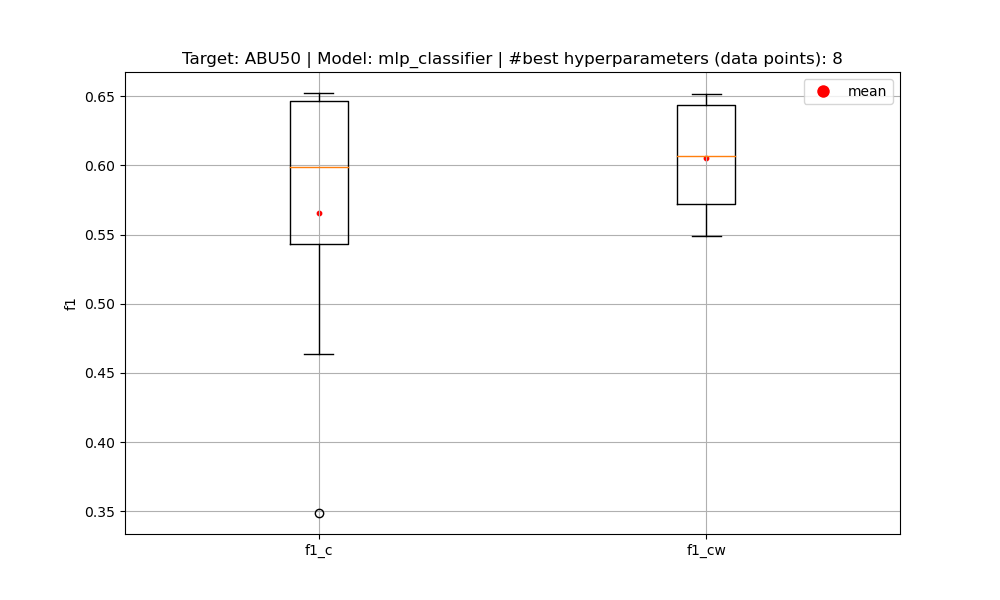 Target: ABU50 | Model: mlp_classifier | #best hyperparameters (data points): 8
mean
0.65
0.60
0.55
0.50
0.45
0.40
0.35
f1
f1_c
f1_cw